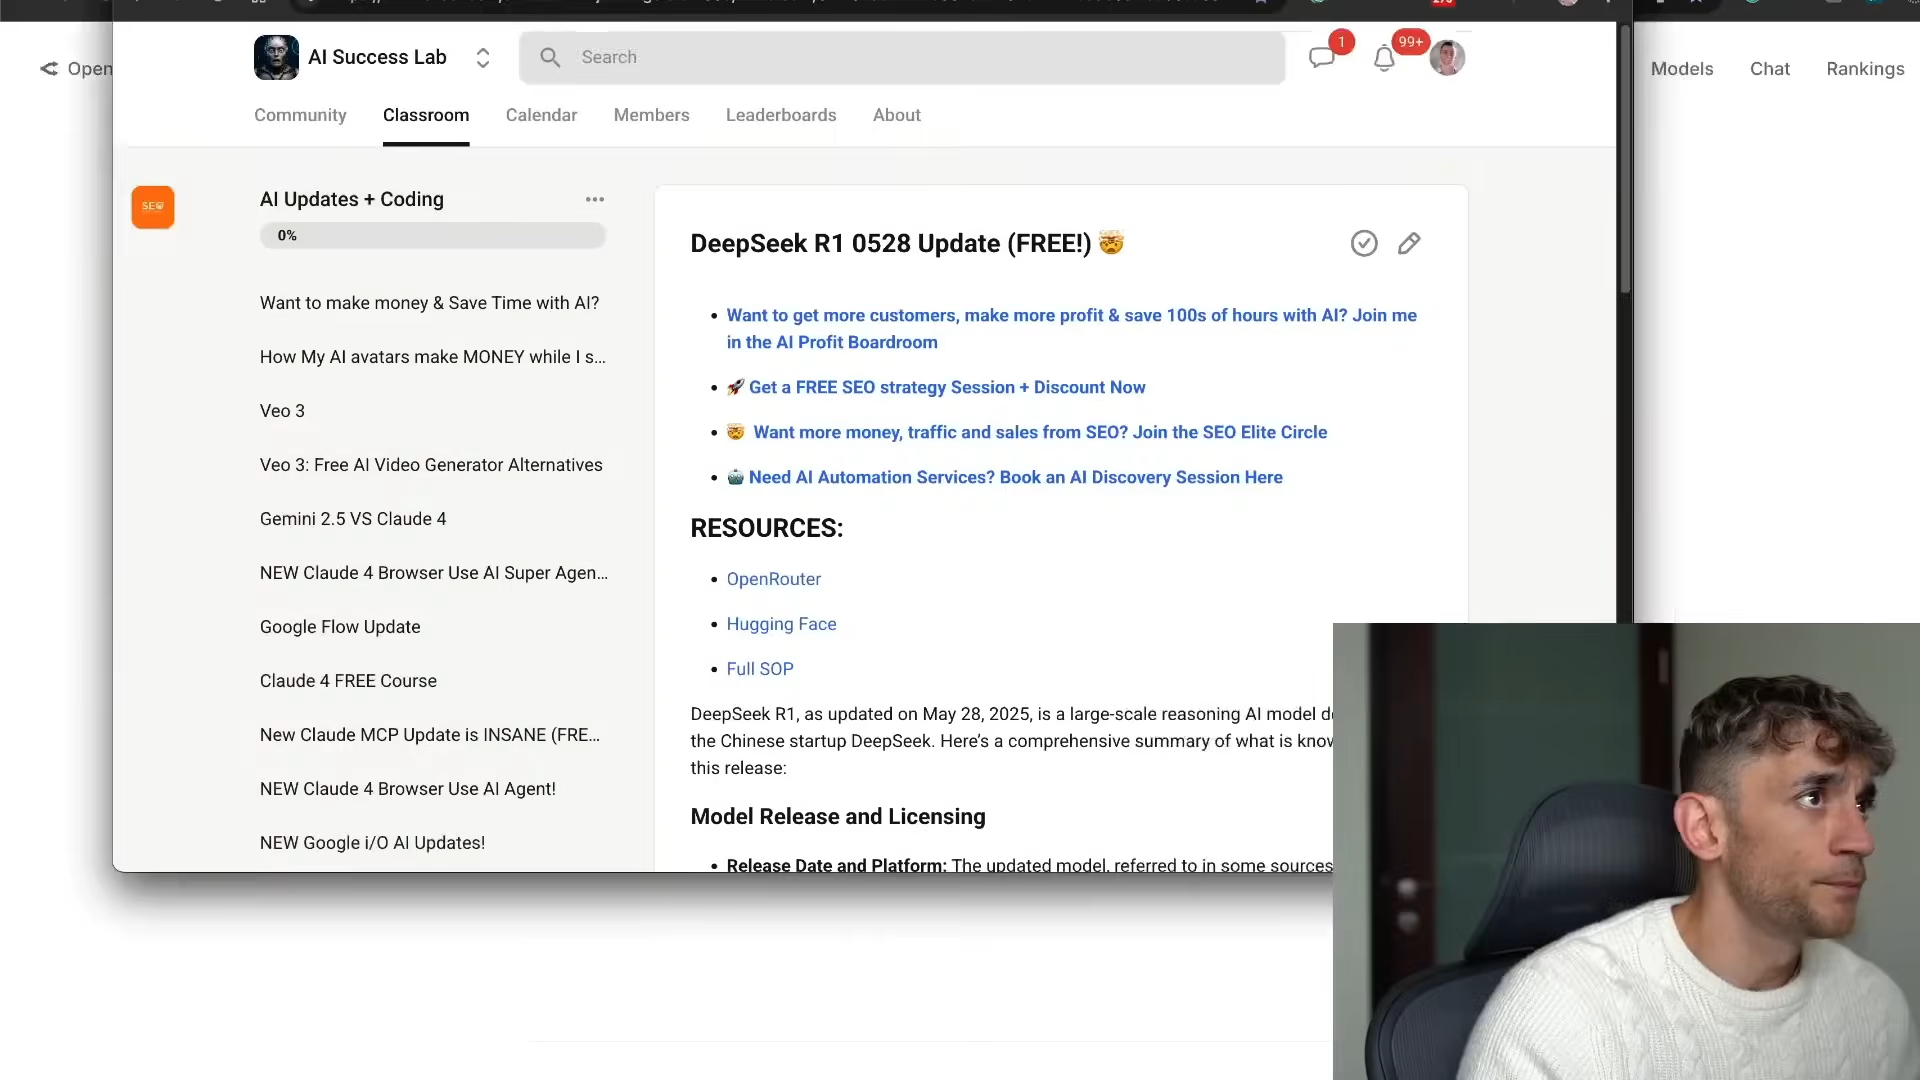 AI Success Lab
Search
1
99+
Open
Models
Chat
Rankings
Community
Classroom
Calendar
Members
Leaderboards
About
SEO
AI Updates + Coding
0%
Want to make money & Save Time with AI?
How My AI avatars make MONEY while I s...
Veo 3
Veo 3: Free AI Video Generator Alternatives
Gemini 2.5 VS Claude 4
NEW Claude 4 Browser Use AI Super Agen...
Google Flow Update
Claude 4 FREE Course
New Claude MCP Update is INSANE (FRE...
NEW Claude 4 Browser Use AI Agent!
NEW Google i/O AI Updates!
DeepSeek R1 0528 Update (FREE!) 🤯
• Want to get more customers, make more profit & save 100s of hours with AI? Join me
in the AI Profit Boardroom
• 🚀 Get a FREE SEO strategy Session + Discount Now
• 🤯 Want more money, traffic and sales from SEO? Join the SEO Elite Circle
• 🤖 Need AI Automation Services? Book an AI Discovery Session Here
RESOURCES:
• OpenRouter
• Hugging Face
• Full SOP
DeepSeek R1, as updated on May 28, 2025, is a large-scale reasoning AI model
the Chinese startup DeepSeek. Here’s a comprehensive summary of what is know
this release:
Model Release and Licensing
• Release Date and Platform: The updated model, referred to in some sources